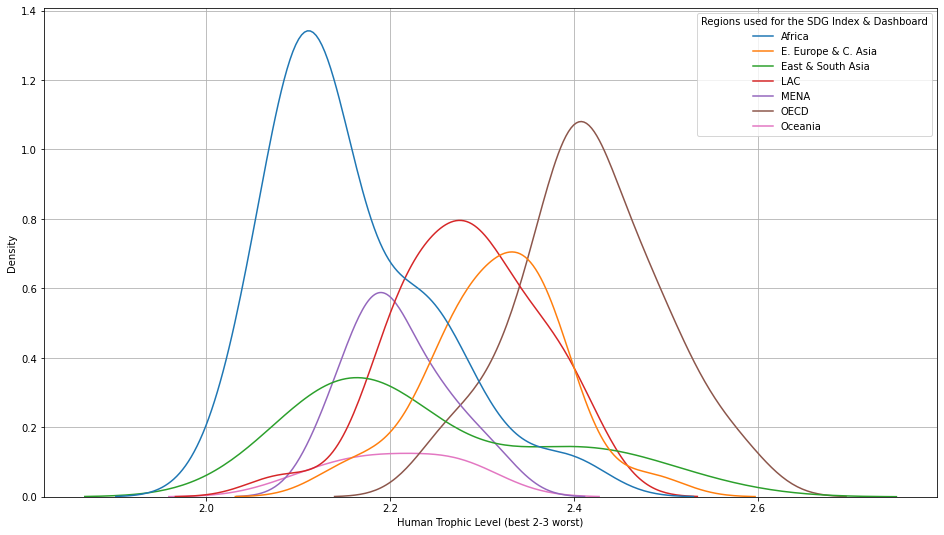 Regions used for the SDG Index & Dashboard
Africa
E. Europe & C. Asia
East & South Asia
LAC
MENA
OECD
Oceania
1.4
1.2
1.0
0.8
0.6
0.4
0.2
0.0
Density
2.0 2.2 2.4 2.6
Human Trophic Level (best 2-3 worst)